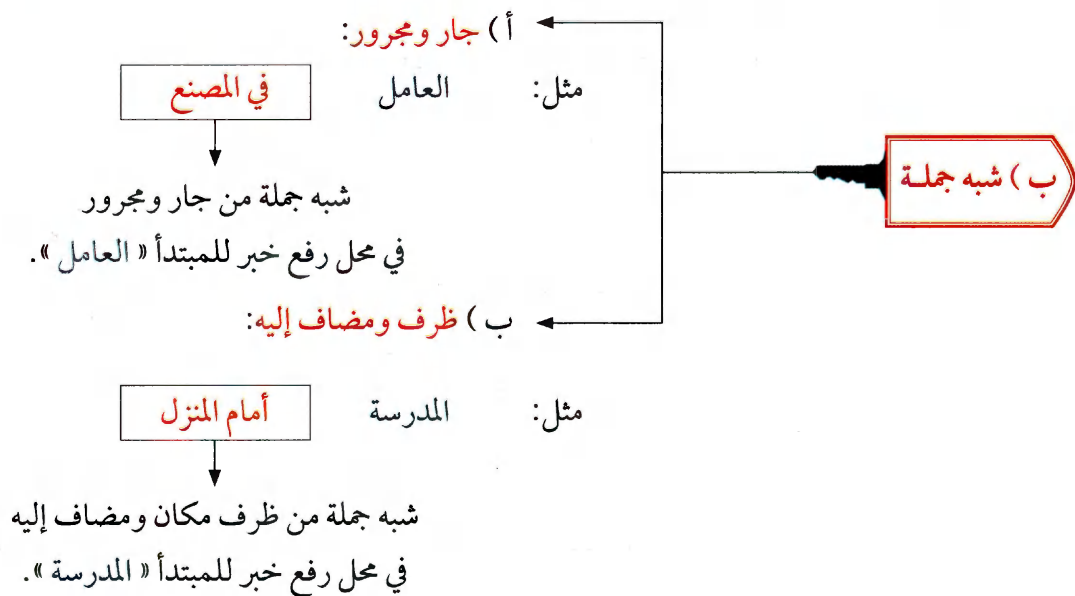 ب ) شبه جملة
أ ) جار ومجرور:
مثل: العامل في المصنع
شبه جملة من جار ومجرور
في محل رفع خبر للمبتدأ « العامل ».
ب ) ظرف ومضاف إليه:
مثل: المدرسة أمام المنزل
شبه جملة من ظرف مكان ومضاف إليه
في محل رفع خبر للمبتدأ « المدرسة ».